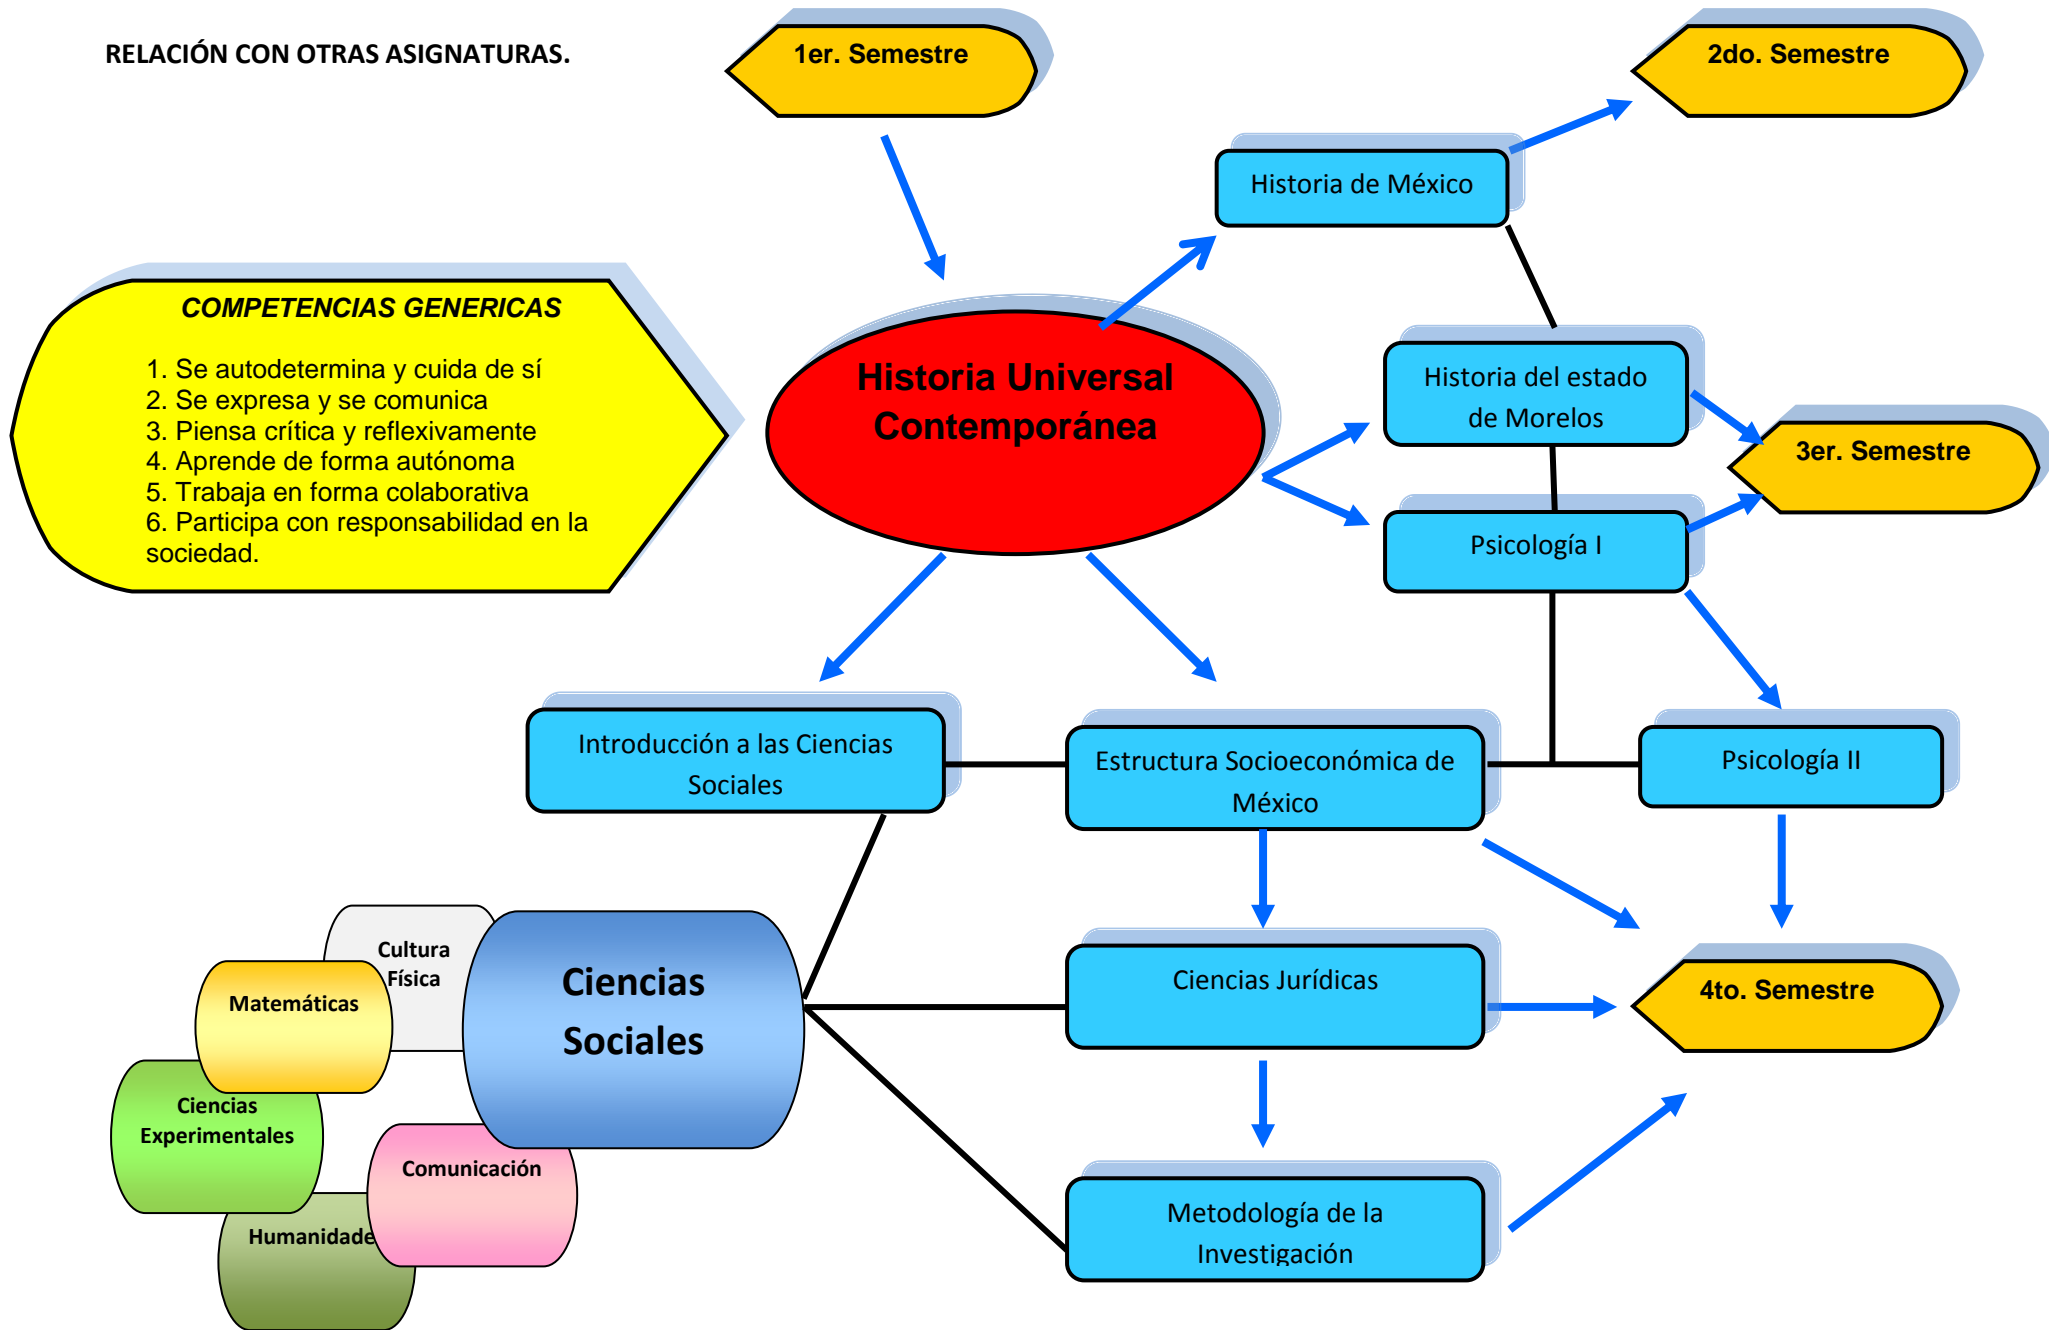 RELACIÓN CON OTRAS ASIGNATURAS.
1er. Semestre
2do. Semestre
Historia de México
COMPETENCIAS GENERICAS
1. Se autodetermina y cuida de sí
2. Se expresa y se comunica
3. Piensa crítica y reflexivamente
4. Aprende de forma autónoma
5. Trabaja en forma colaborativa
6. Participa con responsabilidad en la
sociedad.
Historia Universal
Contemporánea
Historia del estado
de Morelos
3er. Semestre
Psicología I
Introducción a las Ciencias
Sociales
Estructura Socioeconómica de
México
Psicología II
Cultura
Física
Matemáticas
Ciencias
Sociales
Ciencias Jurídicas
4to. Semestre
Ciencias
Experimentales
Comunicación
Humanidade
Metodología de la
Investigación